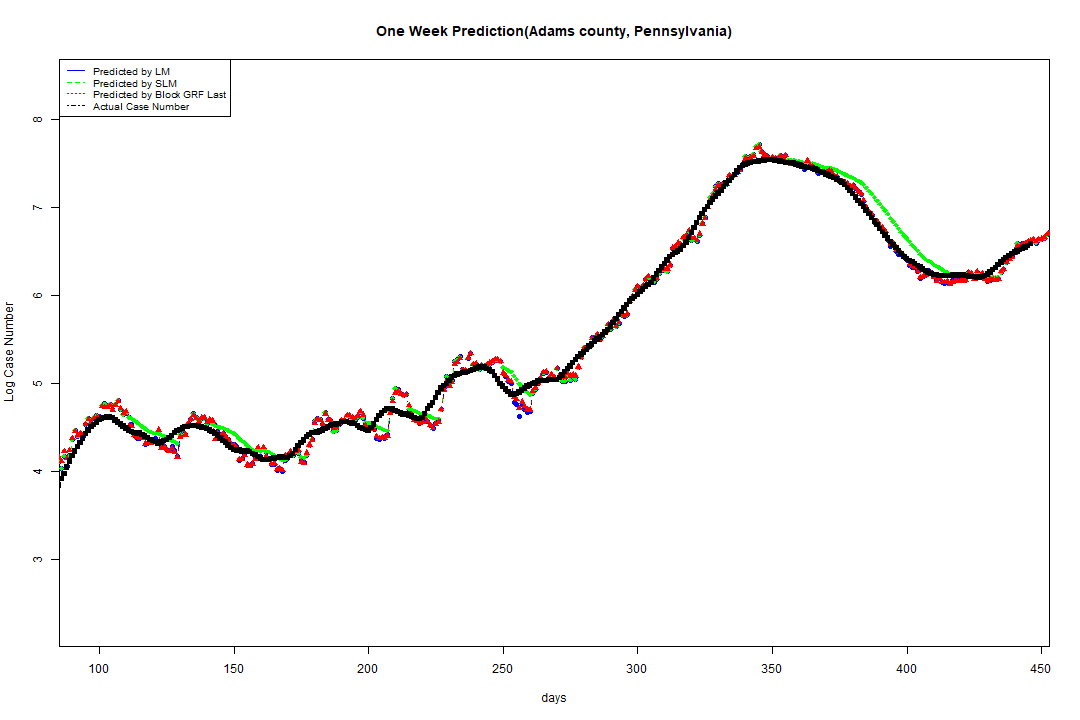 One Week Prediction(Adams county, Pennsylvania)
Predicted by LM
Predicted by SLM
Predicted by Block GRF Last
Actual Case Number
8
7
6
5
4
3
Log Case Number
100 150 200 250 300 350 400 450
days